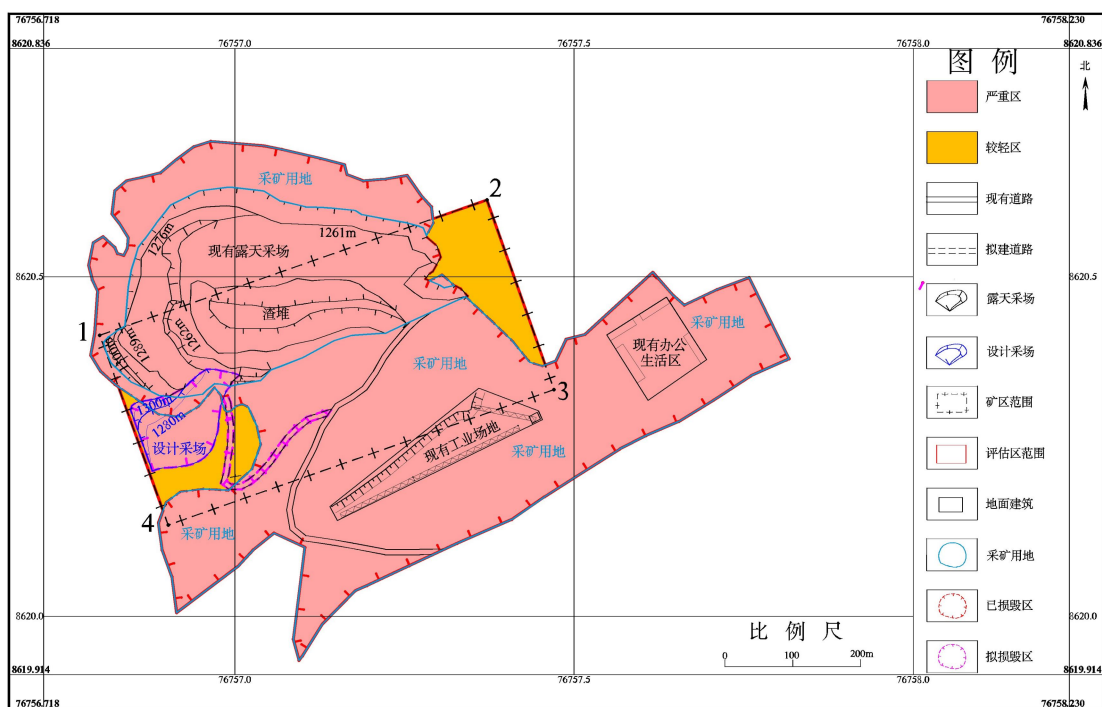 76756.718
76758.230
8620.836
76757.0
76757.5
76758.0
8620.836
图 例
北
严重区
较轻区
现有道路
拟建道路
露天采场
设计采场
矿区范围
评估区范围
地面建筑
采矿用地
已损毁区
拟损毁区
采矿用地
2
1276m
1261m
现有露天采场
8620.5
8620.5
1262m
渣堆
采矿用地
1
1289m
1300m
现有办公
生活区
采矿用地
3
1300m
1280m
设计采场
现有工业场地
采矿用地
4
采矿用地
8620.0
8620.0
比 例 尺
0 100 200m
8619.914
8619.914
76757.0
76757.5
76758.0
76756.718
76758.230